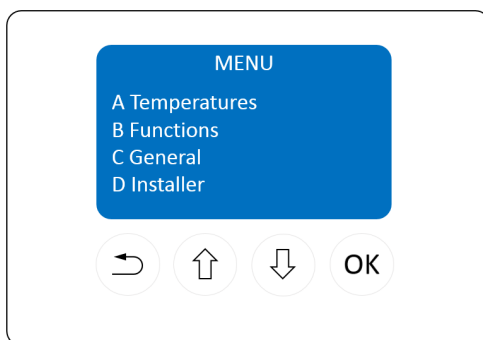 MENU
A Temperatures
B Functions
C General
D Installer
OK